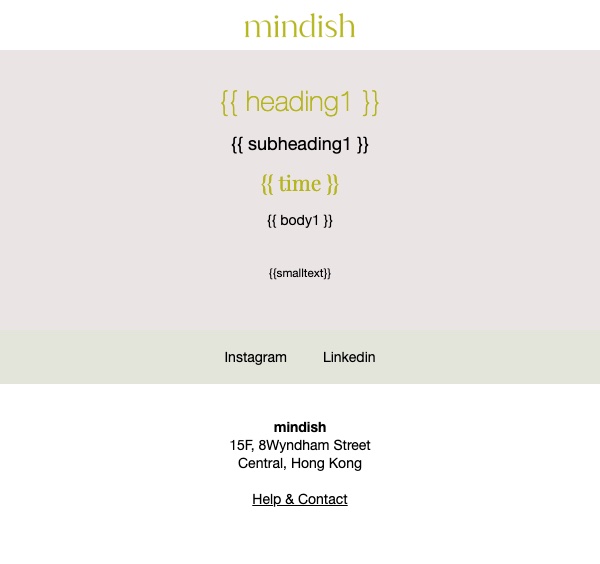 mindish
{{ heading1 }}
{{ subheading1 }}
{{ time }}
{{ body1 }}
{{smalltext}}
Instagram Linkedin
mindish
15F, 8Wyndham Street
Central, Hong Kong
Help & Contact